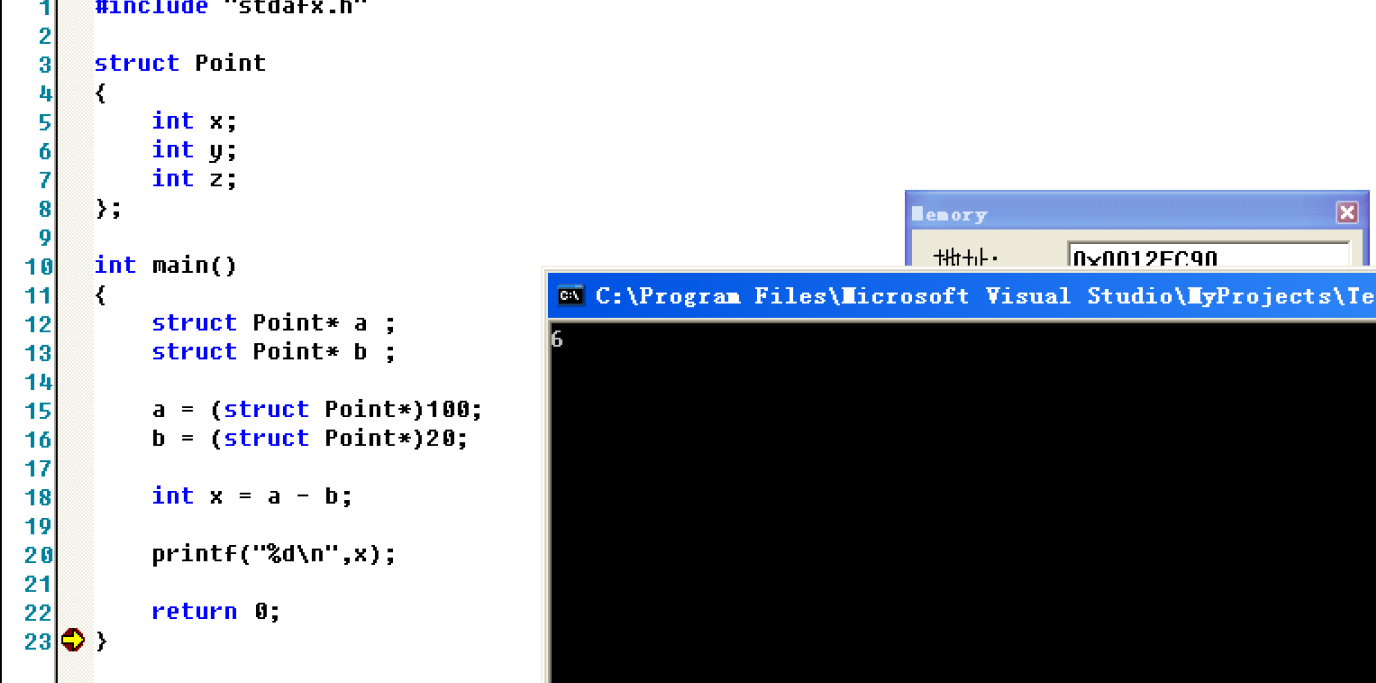 1 #include "stdafx.h"
2
3 struct Point
4 {
5 int x;
6 int y;
7 int z;
8 };
9
10 int main()
11 {
12 struct Point* a ;
13 struct Point* b ;
14
15 a = (struct Point*)100;
16 b = (struct Point*)20;
17
18 int x = a - b;
19
20 printf("%d\n",x);
21
22 return 0;
23 }
Memory
地址: 0x0012FC90
C:\Program Files\Microsoft Visual Studio\MyProjects\Te
6